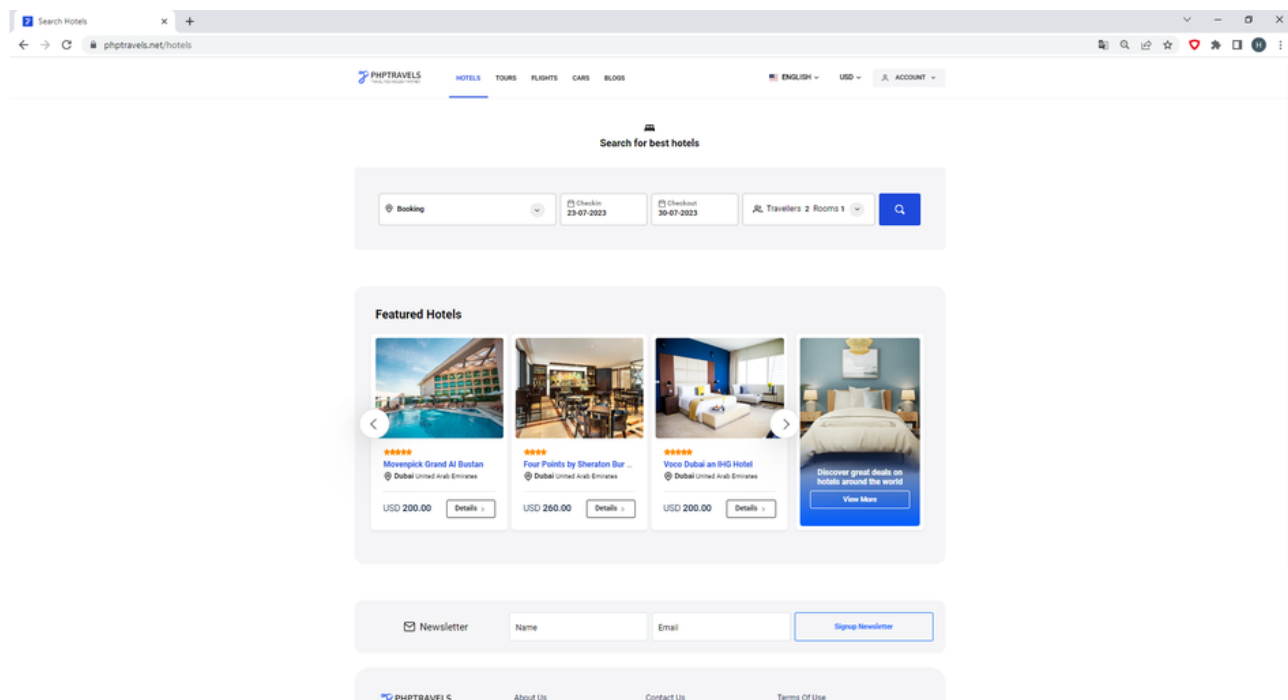 Search Hotels
phptravels.net/hotels
H
PHPTRAVELS
HOTELS TOURS FLIGHTS CARS BLOGS ENGLISH USD ACCOUNT
Search for best hotels
Booking
Checkin
23-07-2023
Checkout
30-07-2023
Travellers 2 Rooms 1
Featured Hotels
Movenpick Grand Al Bustan
Dubai United Arab Emirates
USD 200.00 Details
Four Points by Sheraton Bur ...
Dubai United Arab Emirates
USD 260.00 Details
Voco Dubai an IHG Hotel
Dubai United Arab Emirates
USD 200.00 Details
Discover great deals on
hotels around the world
View More
Newsletter Name Email Signup Newsletter
PHPTRAVELS About Us Contact Us Terms Of Use